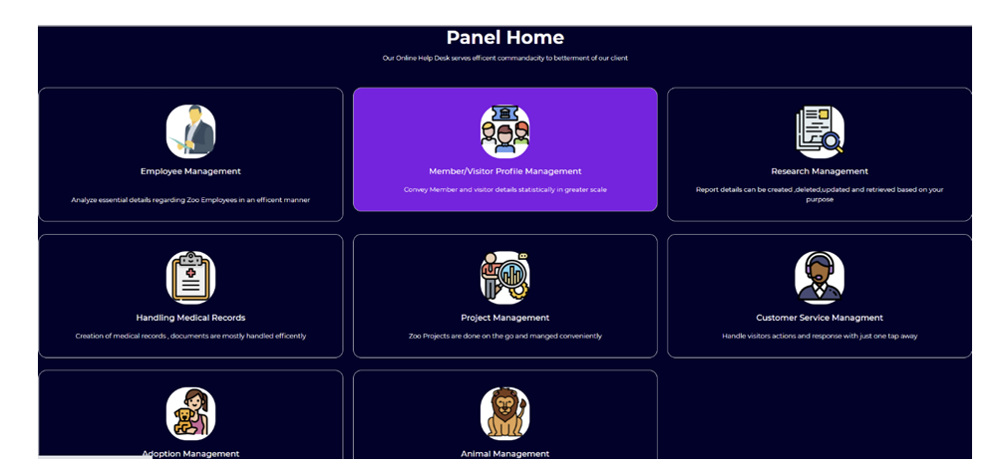 Panel Home
Our Online Help Desk serves efficent commandacity to betterment of our client
Employee Management
Analyze essential details regarding Zoo Employees in an efficent manner
Member/Visitor Profile Management
Convey Member and visitor details statistically in greater scale
Research Management
Report details can be created ,deleted,updated and retrieved based on your
purpose
Handling Medical Records
Creation of medical records , documents are mostly handled efficently
Project Management
Zoo Projects are done on the go and manged conveniently
Customer Service Managment
Handle visitors actions and response with just one tap away
Adoption Management
Animal Management